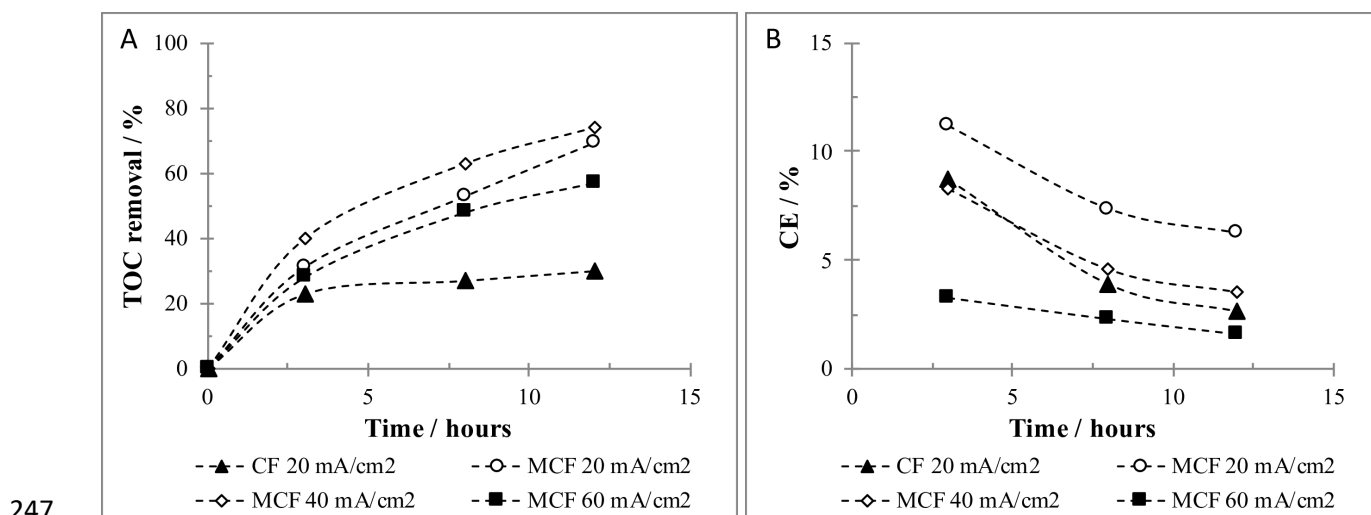 A
100
80
60
40
20
0
TOC removal / %
0 5 10 15
Time / hours
CF 20 mA/cm2 MCF 20 mA/cm2
MCF 40 mA/cm2 MCF 60 mA/cm2
B
15
10
5
0
CE / %
0 5 10 15
Time / hours
CF 20 mA/cm2 MCF 20 mA/cm2
MCF 40 mA/cm2 MCF 60 mA/cm2
247